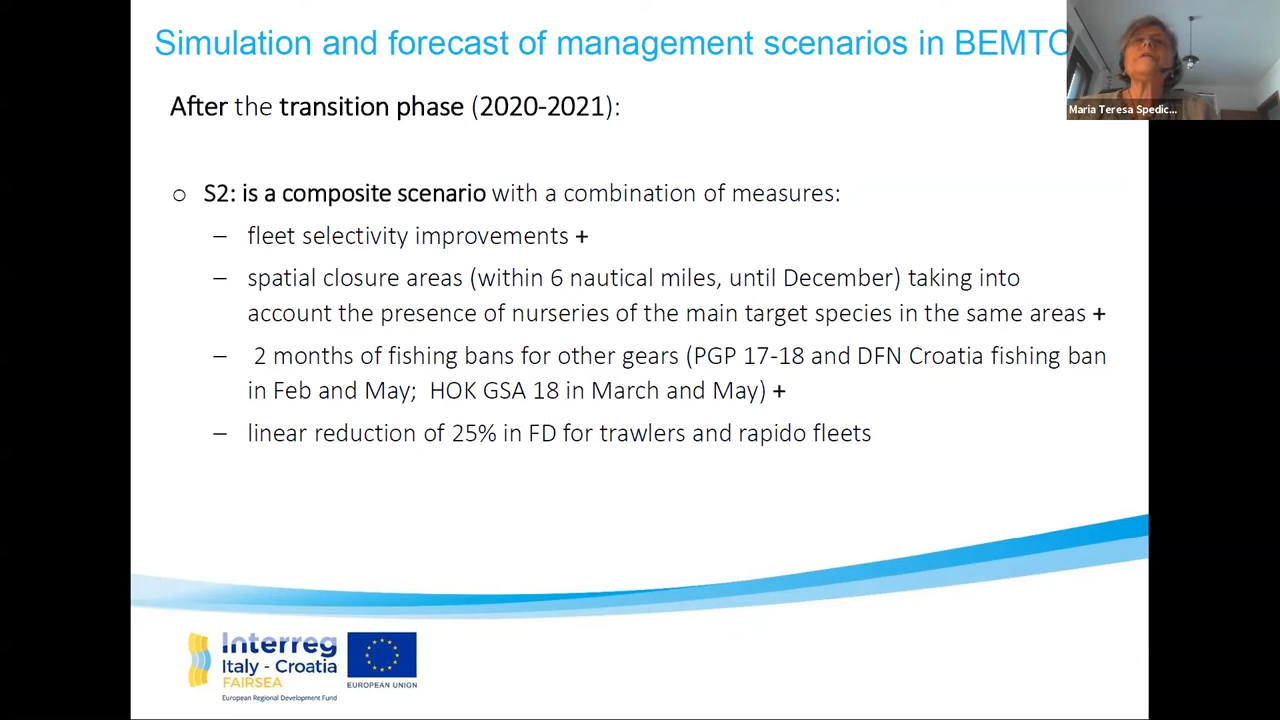 Simulation and forecast of management scenarios in BEMTO
Maria Teresa Spedic...
After the transition phase (2020-2021):
○ S2: is a composite scenario with a combination of measures:
– fleet selectivity improvements +
– spatial closure areas (within 6 nautical miles, until December) taking into
account the presence of nurseries of the main target species in the same areas +
– 2 months of fishing bans for other gears (PGP 17-18 and DFN Croatia fishing ban
in Feb and May; HOK GSA 18 in March and May) +
– linear reduction of 25% in FD for trawlers and rapido fleets
Interreg
Italy - Croatia
FAIRSEA
EUROPEAN UNION
European Regional Development Fund